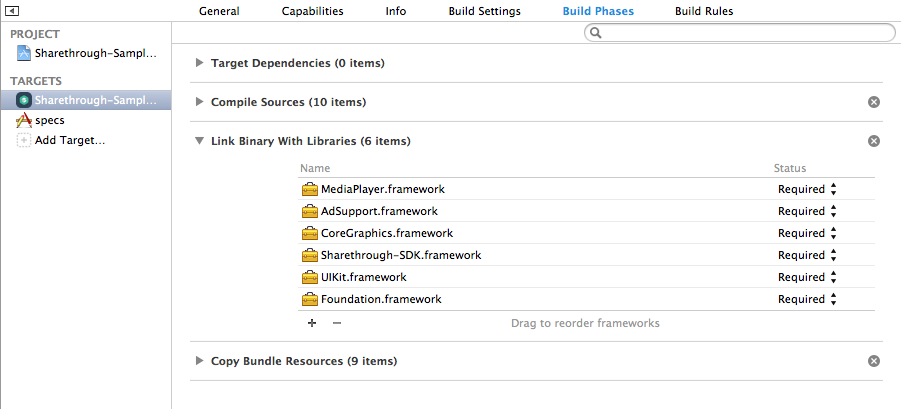 General Capabilities Info Build Settings Build Phases Build Rules
PROJECT
Sharethrough-Sampl...
TARGETS
Sharethrough-Sampl...
specs
Add Target...
Target Dependencies (0 items)
Compile Sources (10 items)
Link Binary With Libraries (6 items)
Name Status
MediaPlayer.framework Required
AdSupport.framework Required
CoreGraphics.framework Required
Sharethrough-SDK.framework Required
UIKit.framework Required
Foundation.framework Required
+ − Drag to reorder frameworks
Copy Bundle Resources (9 items)